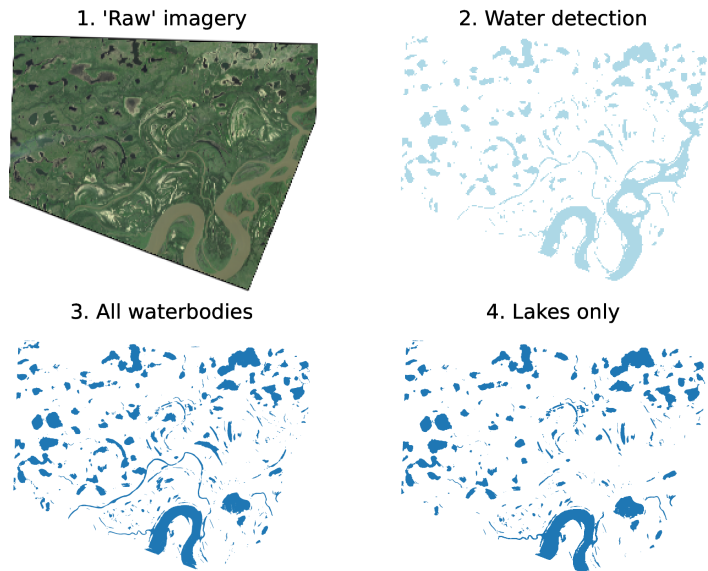 1. 'Raw' imagery
2. Water detection
3. All waterbodies
4. Lakes only